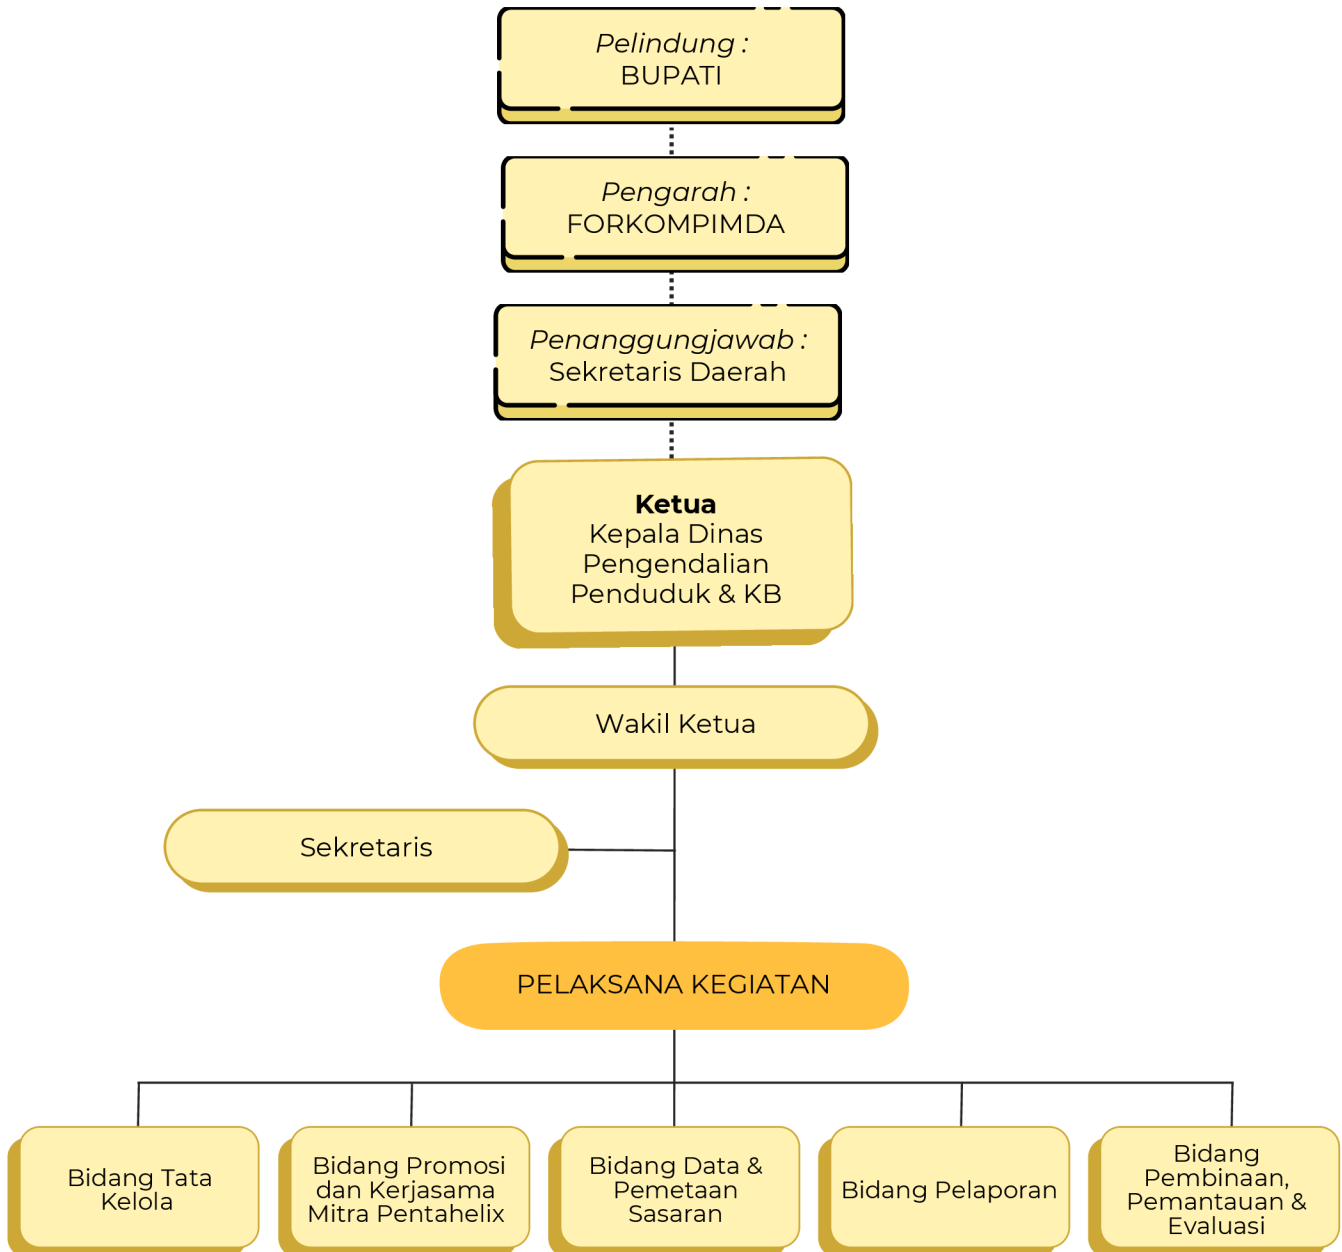 Pelindung :
BUPATI
Pengarah :
FORKOMPIMDA
Penanggungjawab :
Sekretaris Daerah
Ketua
Kepala Dinas
Pengendalian
Penduduk & KB
Wakil Ketua
Sekretaris
PELAKSANA KEGIATAN
Bidang Tata
Kelola
Bidang Promosi
dan Kerjasama
Mitra Pentahelix
Bidang Data &
Pemetaan
Sasaran
Bidang Pelaporan
Bidang
Pembinaan,
Pemantauan &
Evaluasi